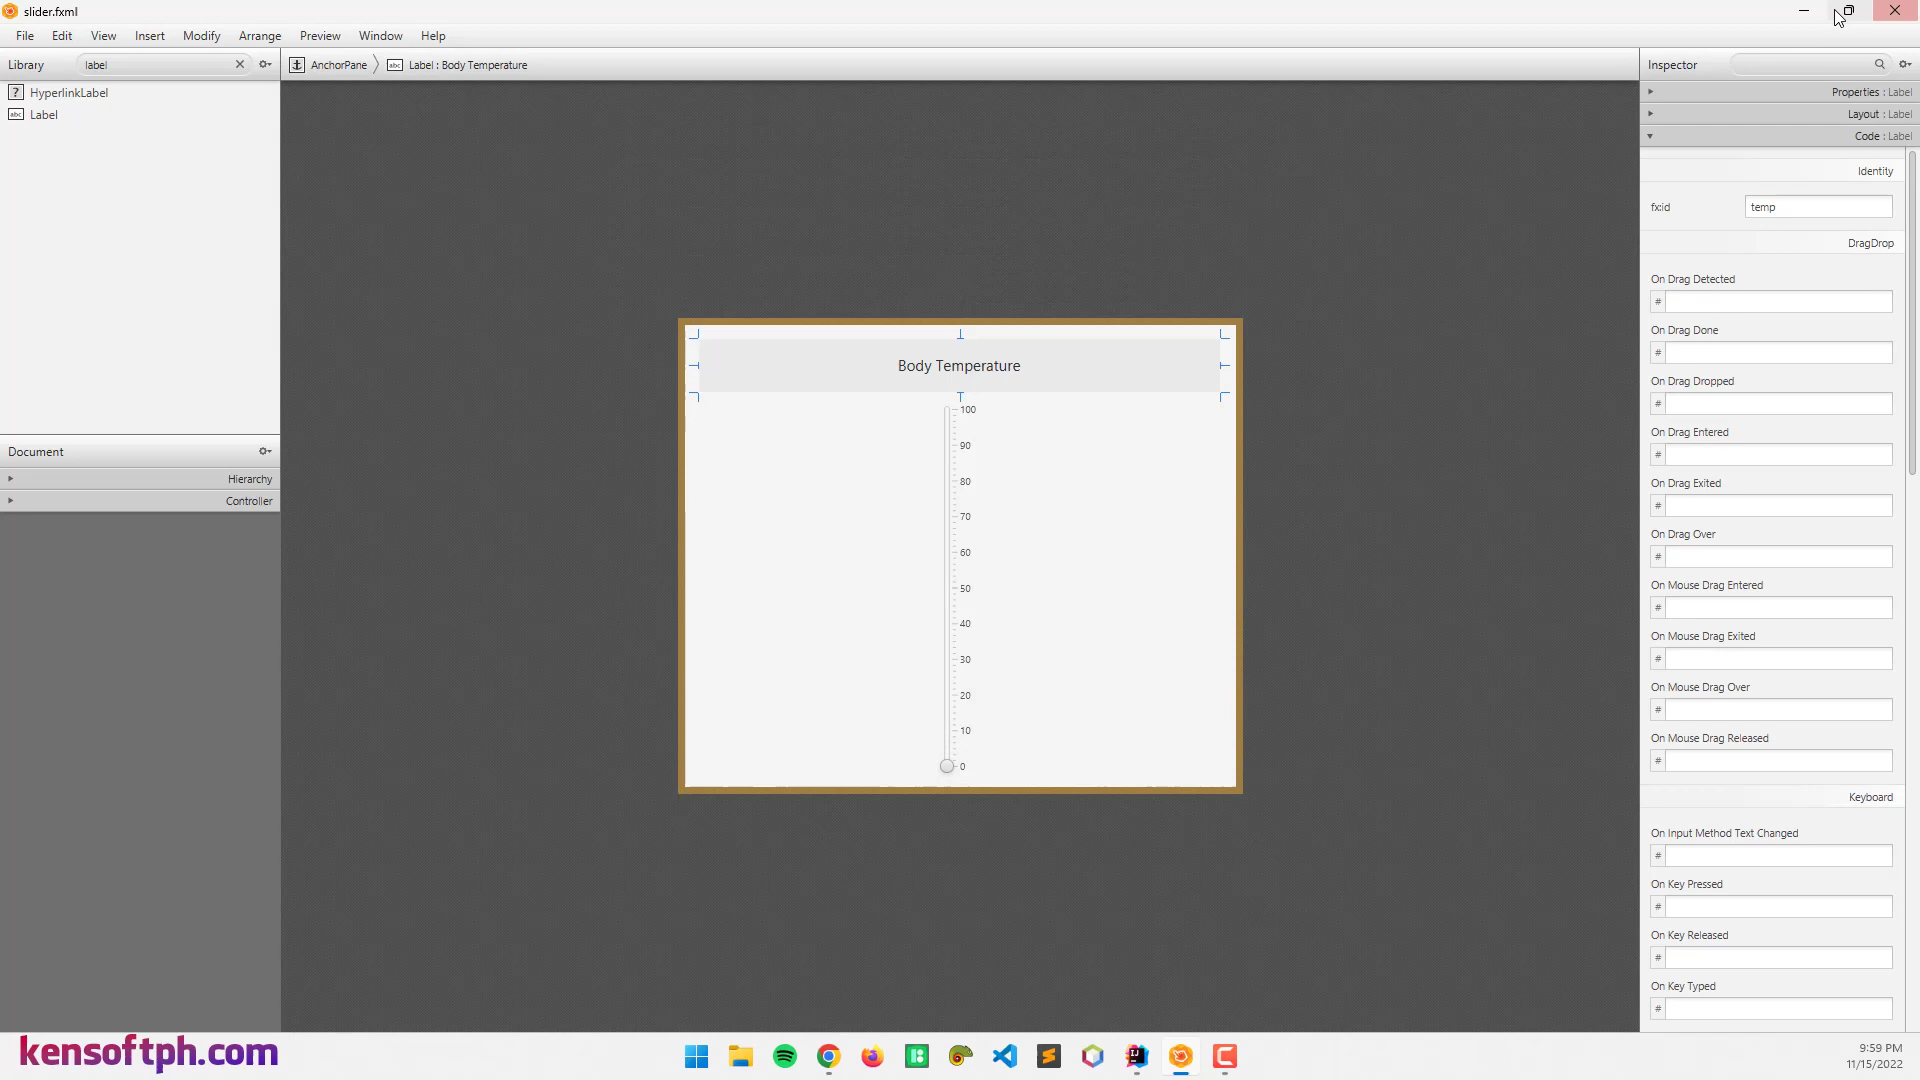 slider.fxml
File Edit View Insert Modify Arrange Preview Window Help
Library label
AnchorPane abc Label : Body Temperature
Inspector
? HyperlinkLabel
abc Label
Properties : Label
Layout : Label
Code : Label
Identity
fx:id temp
DragDrop
On Drag Detected
#
On Drag Done
#
On Drag Dropped
#
On Drag Entered
#
On Drag Exited
#
On Drag Over
#
On Mouse Drag Entered
#
On Mouse Drag Exited
#
On Mouse Drag Over
#
On Mouse Drag Released
#
Keyboard
On Input Method Text Changed
#
On Key Pressed
#
On Key Released
#
On Key Typed
#
Body Temperature
100
90
80
70
60
50
40
30
20
10
0
Document
Hierarchy
Controller
kensoftph.com
IJ
9:59 PM
11/15/2022